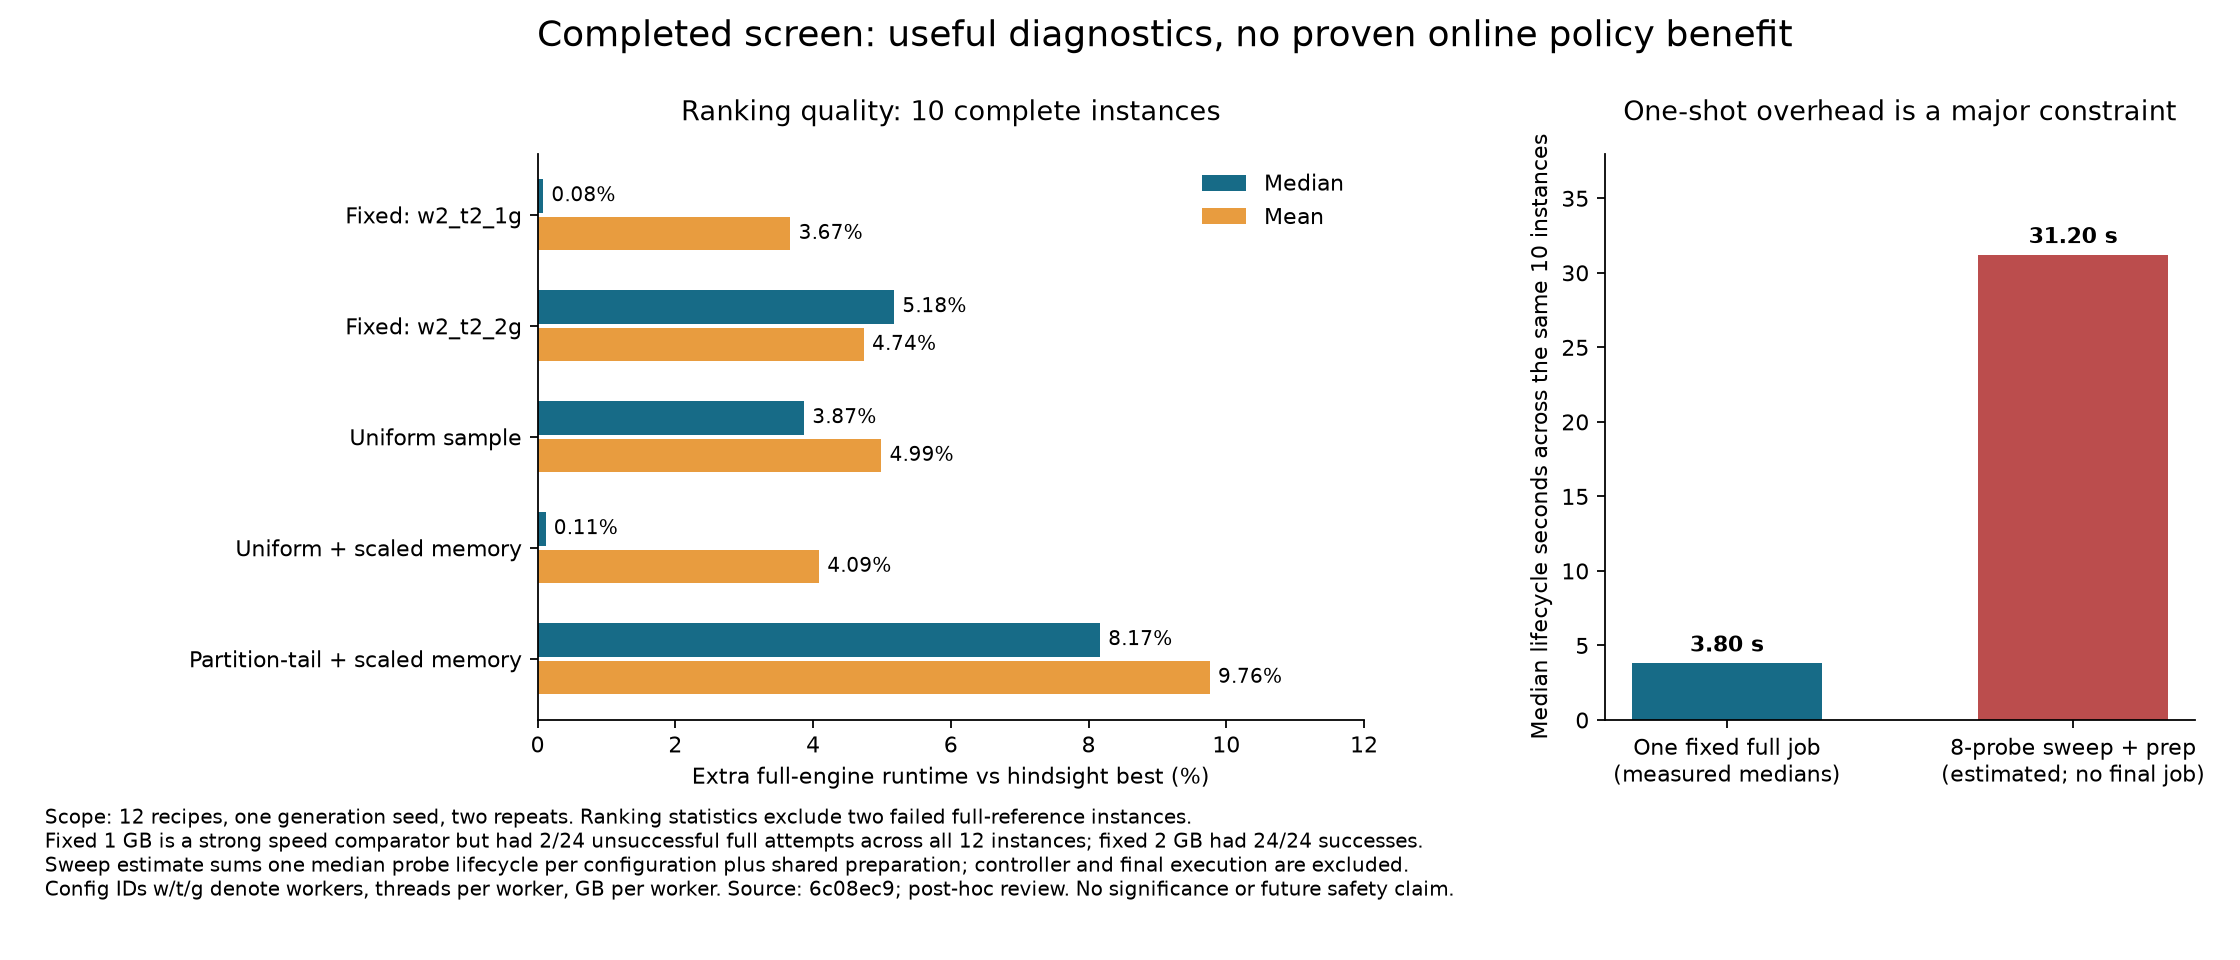 Completed screen: useful diagnostics, no proven online policy benefit
Ranking quality: 10 complete instances
Median
Mean
Fixed: w2_t2_1g
0.08%
3.67%
Fixed: w2_t2_2g
5.18%
4.74%
Uniform sample
3.87%
4.99%
Uniform + scaled memory
0.11%
4.09%
Partition-tail + scaled memory
8.17%
9.76%
0 2 4 6 8 10 12
Extra full-engine runtime vs hindsight best (%)
One-shot overhead is a major constraint
Median lifecycle seconds across the same 10 instances
35
30
25
20
15
10
5
0
3.80 s
31.20 s
One fixed full job
(measured medians)
8-probe sweep + prep
(estimated; no final job)
Scope: 12 recipes, one generation seed, two repeats. Ranking statistics exclude two failed full-reference instances.
Fixed 1 GB is a strong speed comparator but had 2/24 unsuccessful full attempts across all 12 instances; fixed 2 GB had 24/24 successes.
Sweep estimate sums one median probe lifecycle per configuration plus shared preparation; controller and final execution are excluded.
Config IDs w/t/g denote workers, threads per worker, GB per worker. Source: 6c08ec9; post-hoc review. No significance or future safety claim.